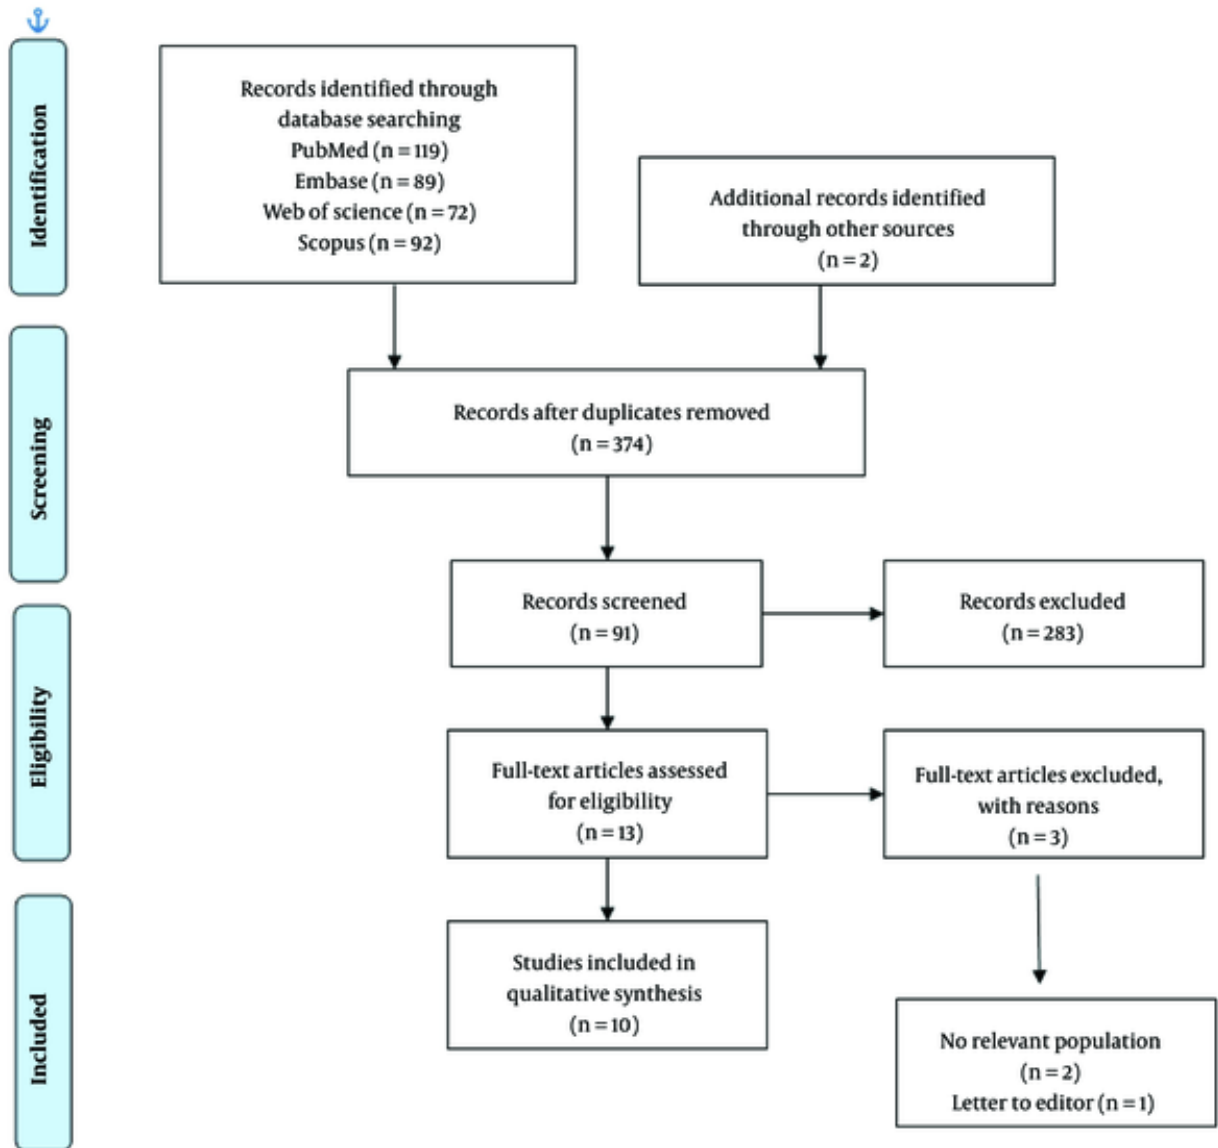 Identification
Records identified through
database searching
PubMed (n = 119)
Embase (n = 89)
Web of science (n = 72)
Scopus (n = 92)
Additional records identified
through other sources
(n = 2)
Screening
Records after duplicates removed
(n = 374)
Records screened
(n = 91)
Records excluded
(n = 283)
Eligibility
Full-text articles assessed
for eligibility
(n = 13)
Full-text articles excluded,
with reasons
(n = 3)
Included
Studies included in
qualitative synthesis
(n = 10)
No relevant population
(n = 2)
Letter to editor (n = 1)